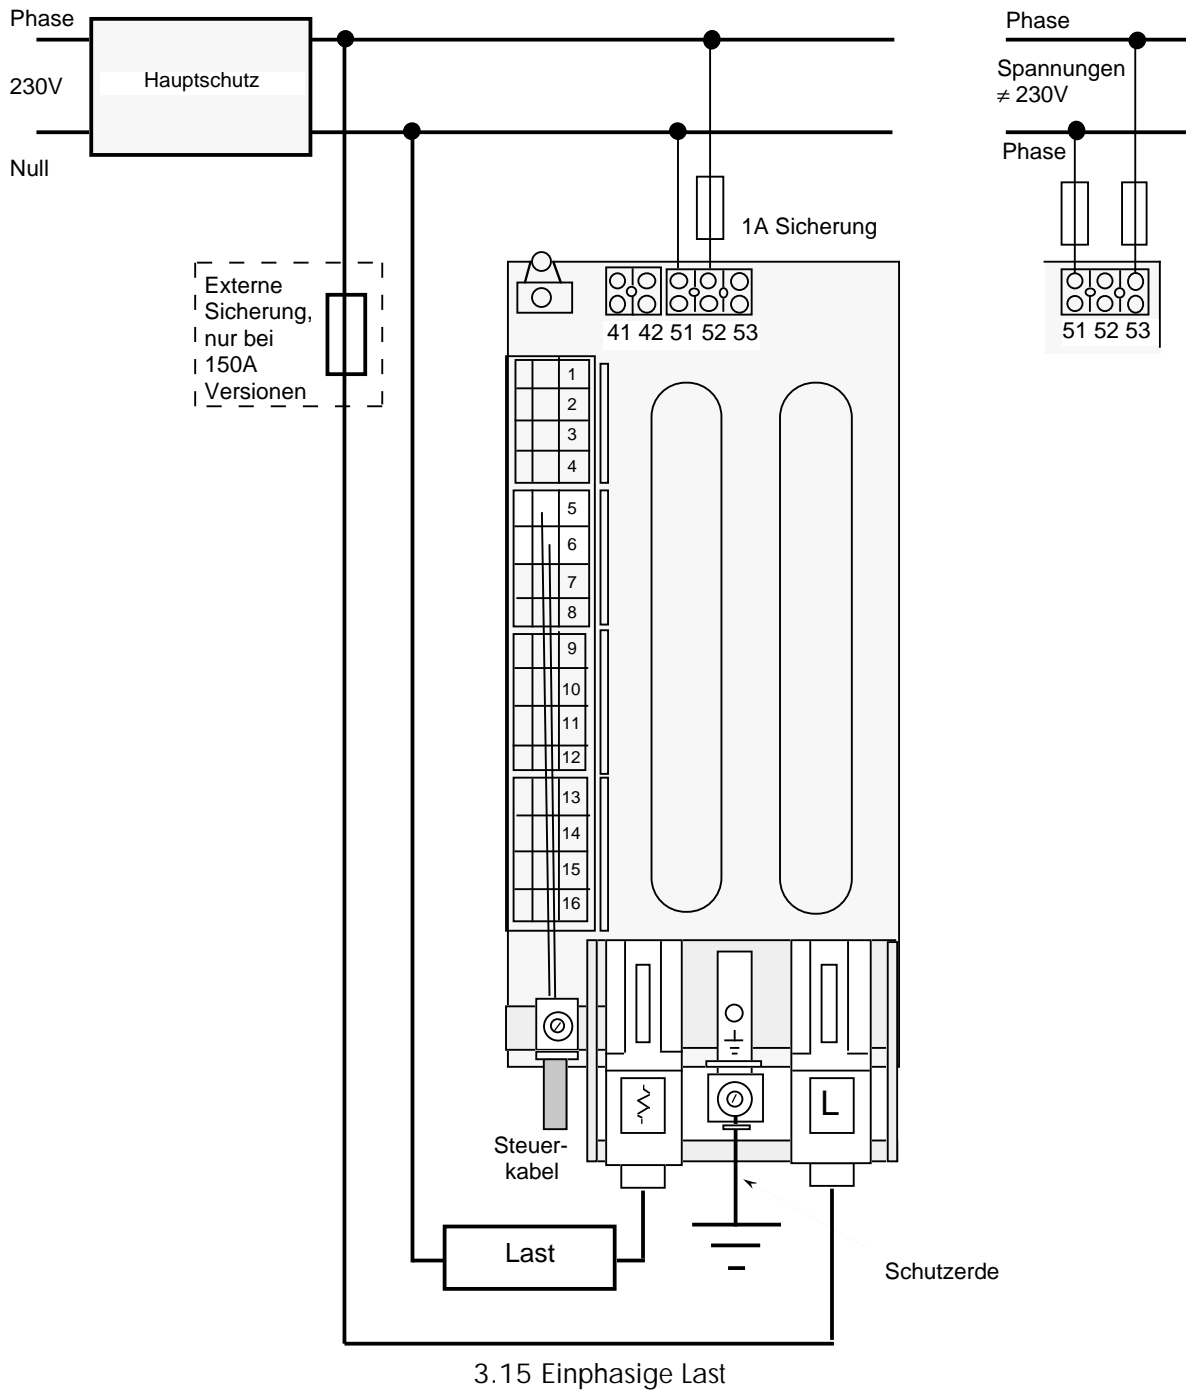 Phase
230V
Null
Hauptschutz
Phase
Spannungen
≠ 230V
Phase
1A Sicherung
Externe
Sicherung,
nur bei
150A
Versionen
41 42 51 52 53
51 52 53
1
2
3
4
5
6
7
8
9
10
11
12
13
14
15
16
L
Steuer-
kabel
Last
Schutzerde
3.15 Einphasige Last